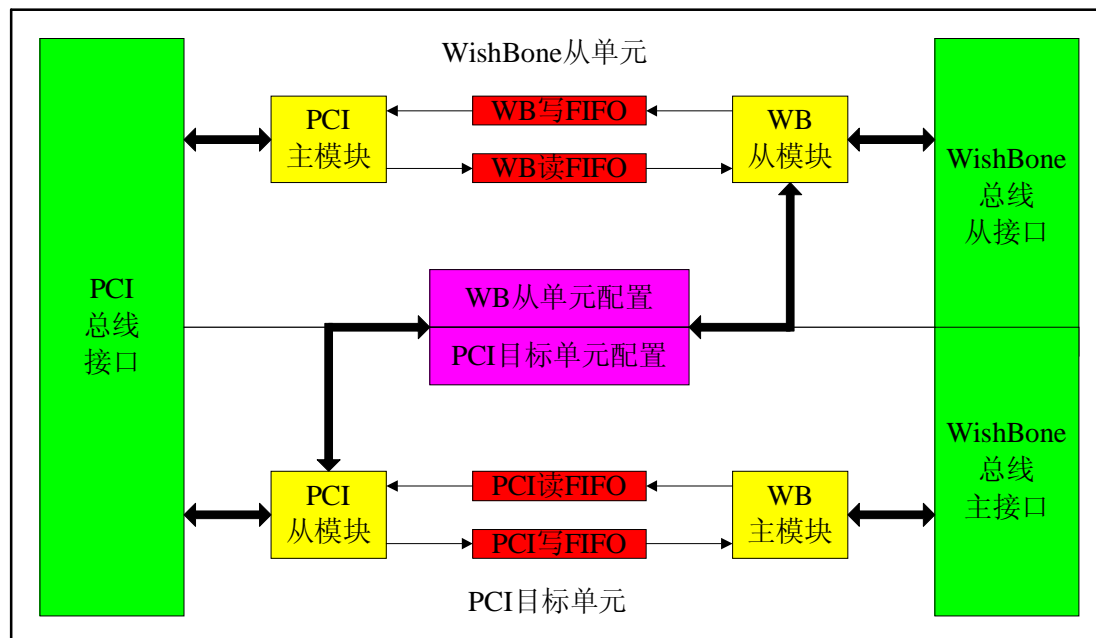 WishBone从单元
PCI
总线
接口
PCI
主模块
WB写FIFO
WB读FIFO
WB
从模块
WishBone
总线
从接口
WB从单元配置
PCI目标单元配置
PCI
从模块
PCI读FIFO
PCI写FIFO
WB
主模块
WishBone
总线
主接口
PCI目标单元